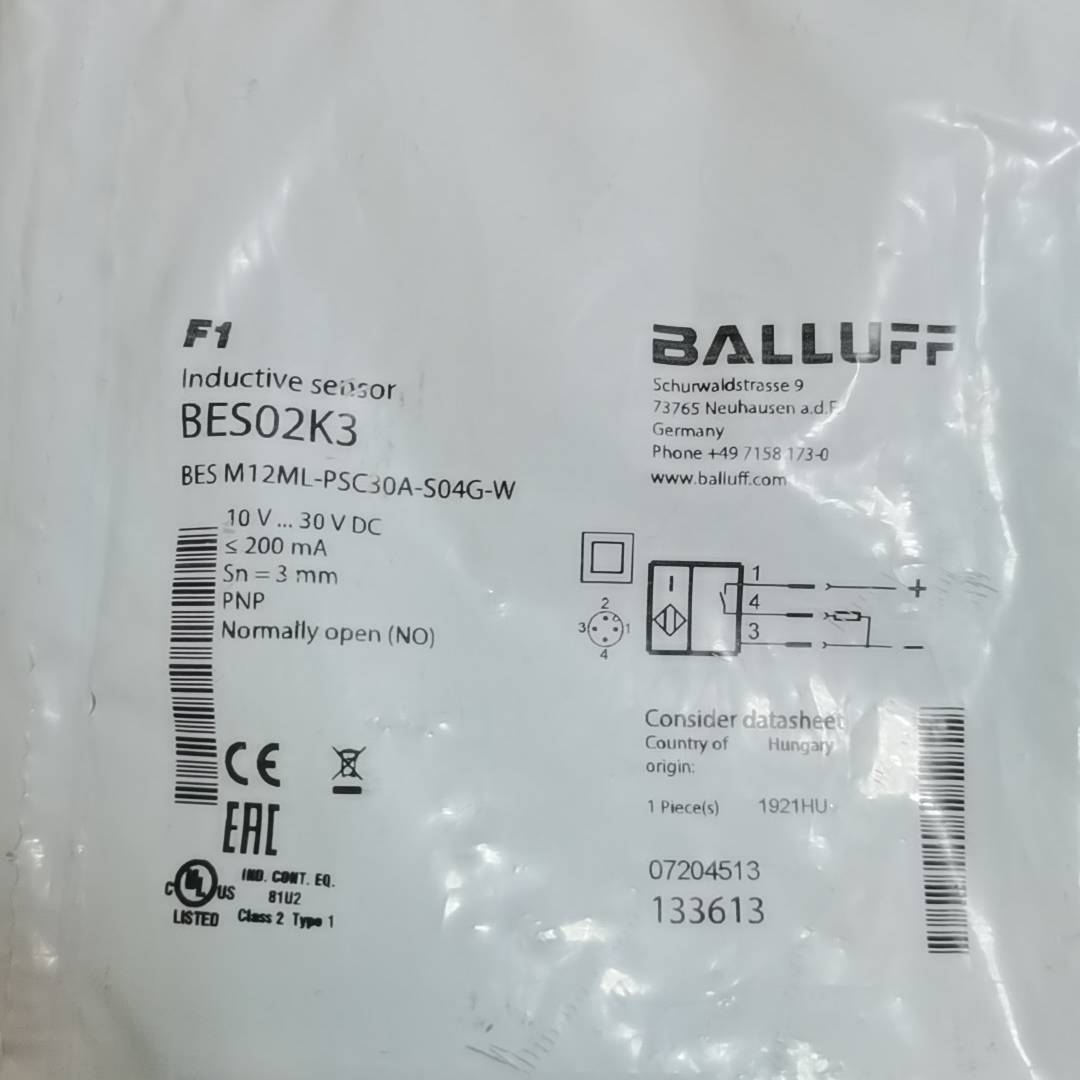 F1
Inductive sensor
BES02K3
BES M12ML-PSC30A-S04G-W
10 V ... 30 V DC
≤ 200 mA
Sn = 3 mm
PNP
Normally open (NO)
CE
EAC
C UL US
LISTED
IND. CONT. EQ.
81U2
Class 2 Type 1
BALLUFF
Schurwaldstrasse 9
73765 Neuhausen a.d.F
Germany
Phone +49 7158 173-0
www.balluff.com
2
3 1
4
1 +
4
3 −
Consider datasheet
Country of Hungary
origin:
1 Piece(s) 1921HU
07204513
133613